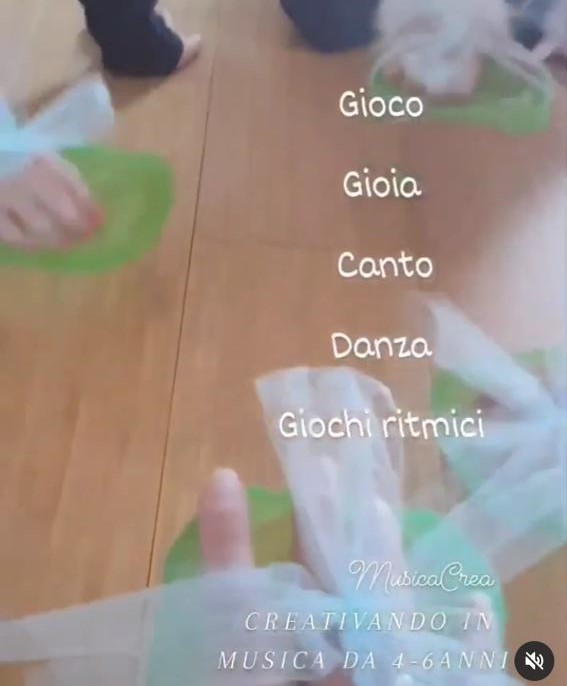 Gioco
Gioia
Canto
Danza
Giochi ritmici
MusicaCrea
CREATIVANDO IN
MUSICA DA 4-6ANNI